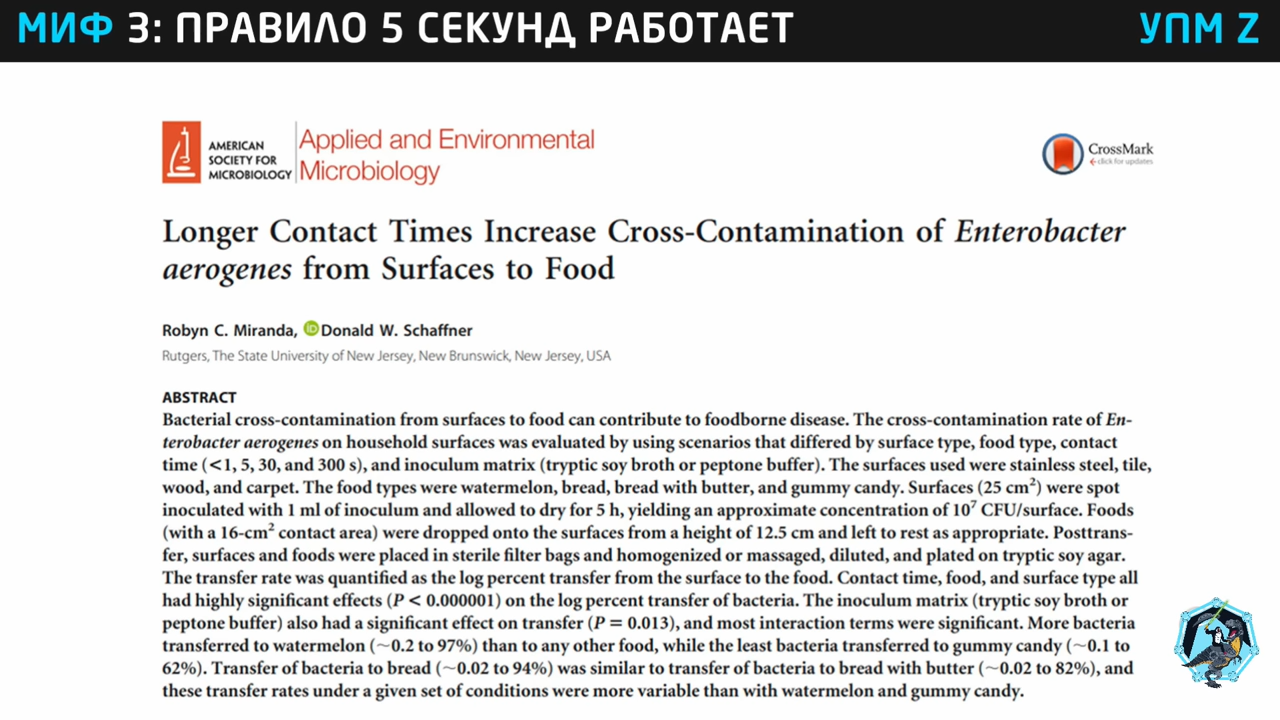 МИФ 3: ПРАВИЛО 5 СЕКУНД РАБОТАЕТ
УПМ Z
AMERICAN
SOCIETY FOR
MICROBIOLOGY
Applied and Environmental
Microbiology
CrossMark
click for updates
Longer Contact Times Increase Cross-Contamination of Enterobacter
aerogenes from Surfaces to Food
Robyn C. Miranda, iD Donald W. Schaffner
Rutgers, The State University of New Jersey, New Brunswick, New Jersey, USA
ABSTRACT
Bacterial cross-contamination from surfaces to food can contribute to foodborne disease. The cross-contamination rate of En-
terobacter aerogenes on household surfaces was evaluated by using scenarios that differed by surface type, food type, contact
time (<1, 5, 30, and 300 s), and inoculum matrix (tryptic soy broth or peptone buffer). The surfaces used were stainless steel, tile,
wood, and carpet. The food types were watermelon, bread, bread with butter, and gummy candy. Surfaces (25 cm²) were spot
inoculated with 1 ml of inoculum and allowed to dry for 5 h, yielding an approximate concentration of 10⁷ CFU/surface. Foods
(with a 16-cm² contact area) were dropped onto the surfaces from a height of 12.5 cm and left to rest as appropriate. Posttrans-
fer, surfaces and foods were placed in sterile filter bags and homogenized or massaged, diluted, and plated on tryptic soy agar.
The transfer rate was quantified as the log percent transfer from the surface to the food. Contact time, food, and surface type all
had highly significant effects (P < 0.000001) on the log percent transfer of bacteria. The inoculum matrix (tryptic soy broth or
peptone buffer) also had a significant effect on transfer (P = 0.013), and most interaction terms were significant. More bacteria
transferred to watermelon (~0.2 to 97%) than to any other food, while the least bacteria transferred to gummy candy (~0.1 to
62%). Transfer of bacteria to bread (~0.02 to 94%) was similar to transfer of bacteria to bread with butter (~0.02 to 82%), and
these transfer rates under a given set of conditions were more variable than with watermelon and gummy candy.